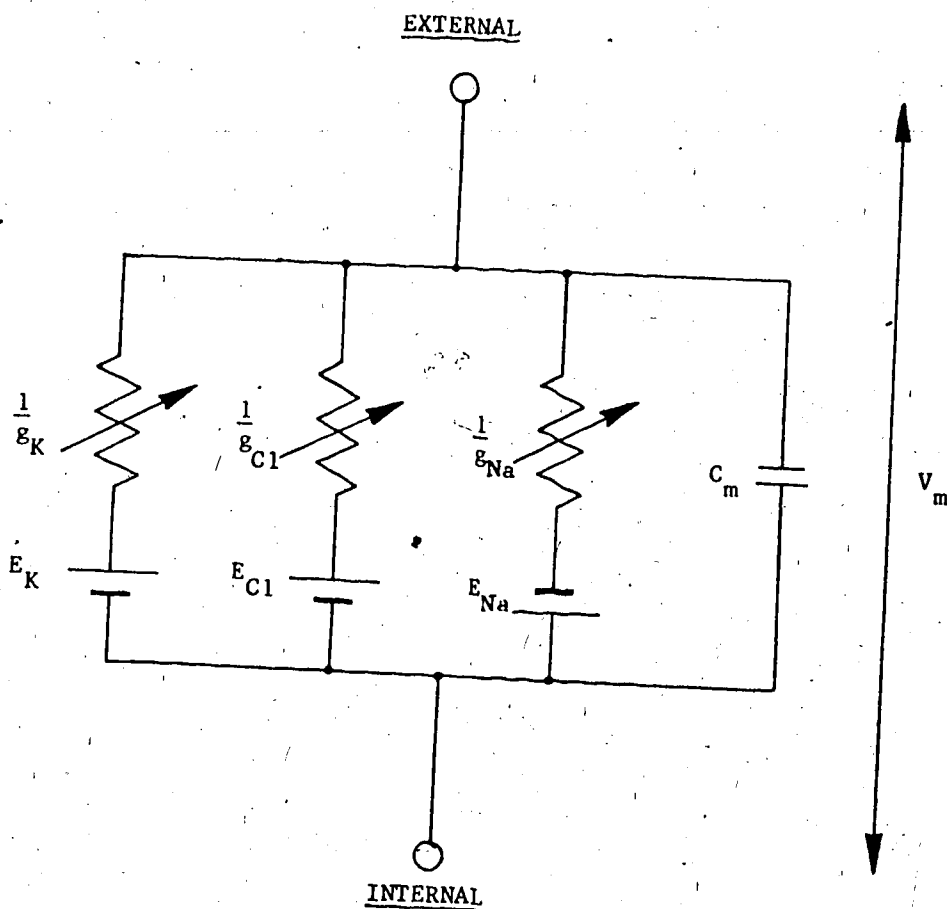 EXTERNAL
1
g_K
1
g_Cl
1
g_Na
C_m
V_m
E_K
E_Cl
E_Na
INTERNAL